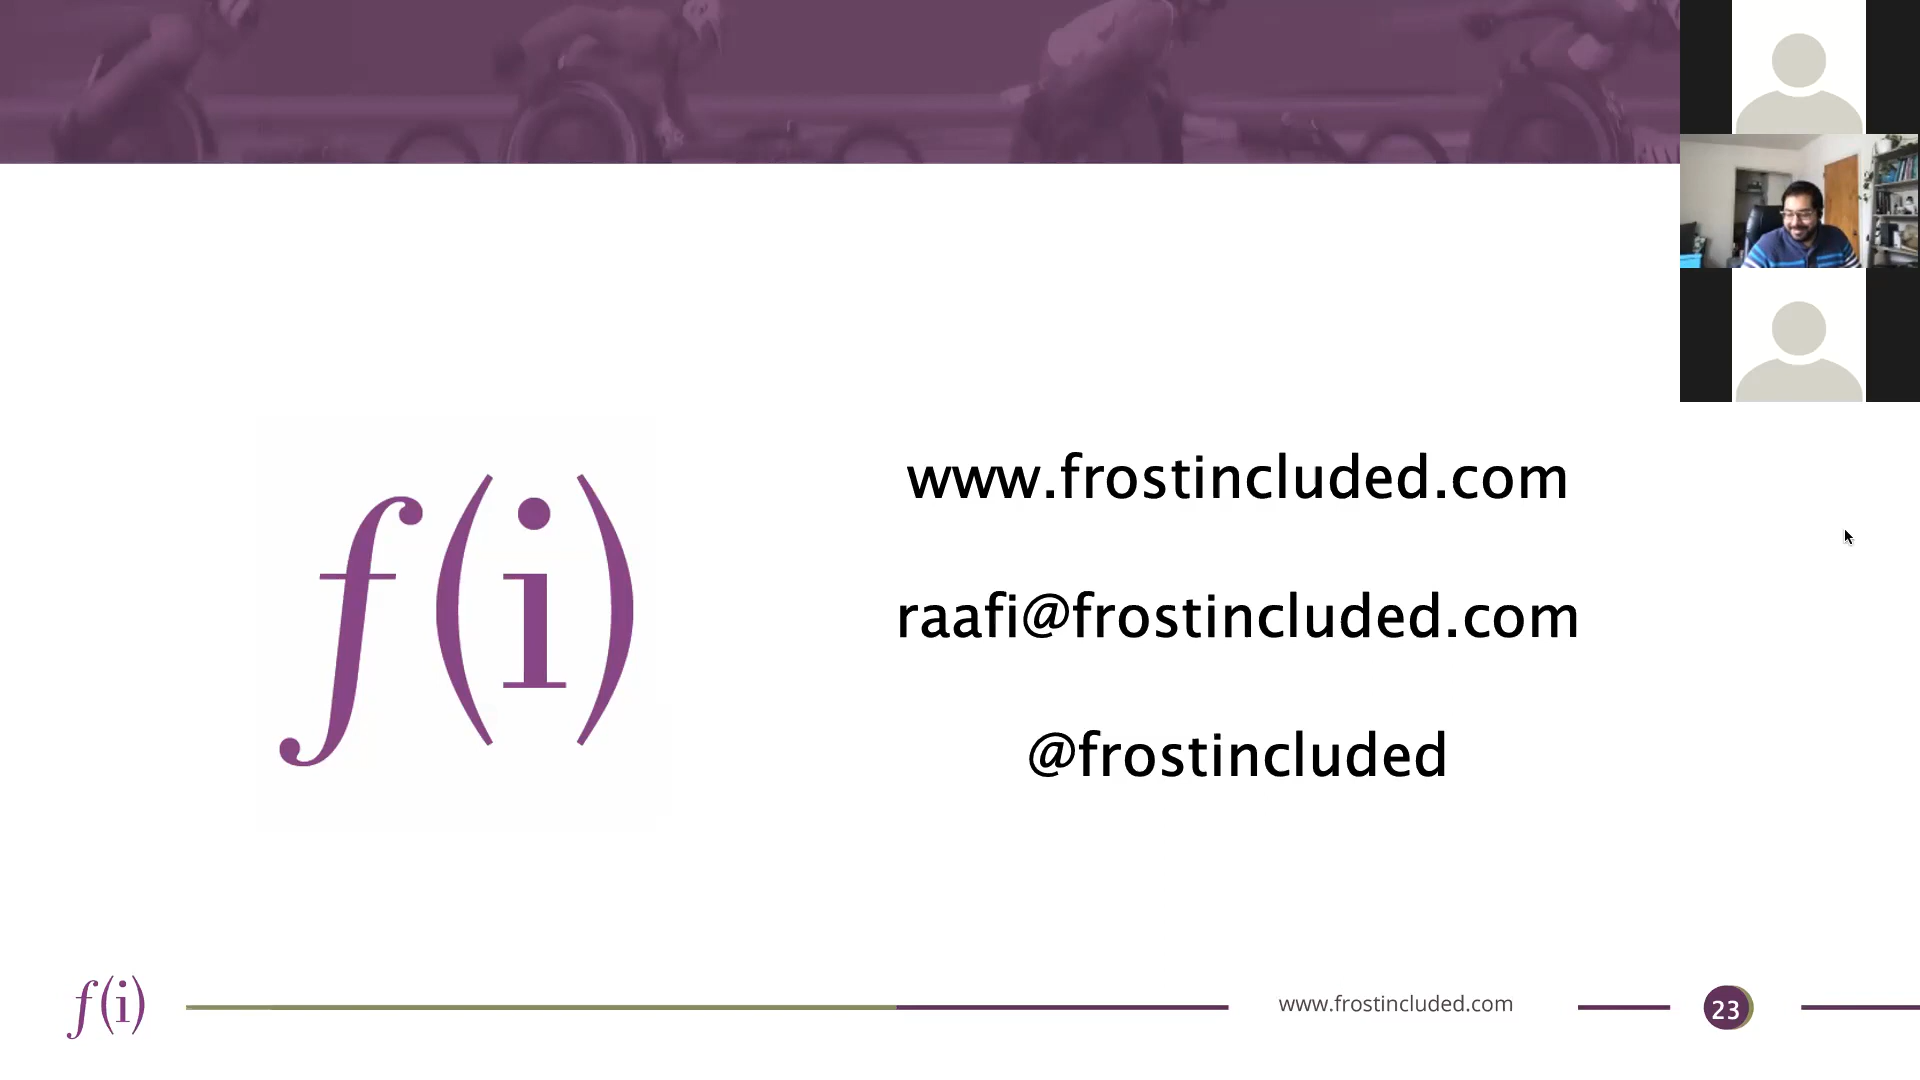 f(i)
www.frostincluded.com
raafi@frostincluded.com
@frostincluded
f(i)
www.frostincluded.com
23